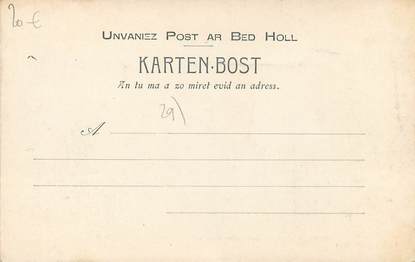 20 €
UNVANIEZ POST AR BED HOLL
KARTEN-BOST
An tu ma a zo miret evid an adress.
29)
A